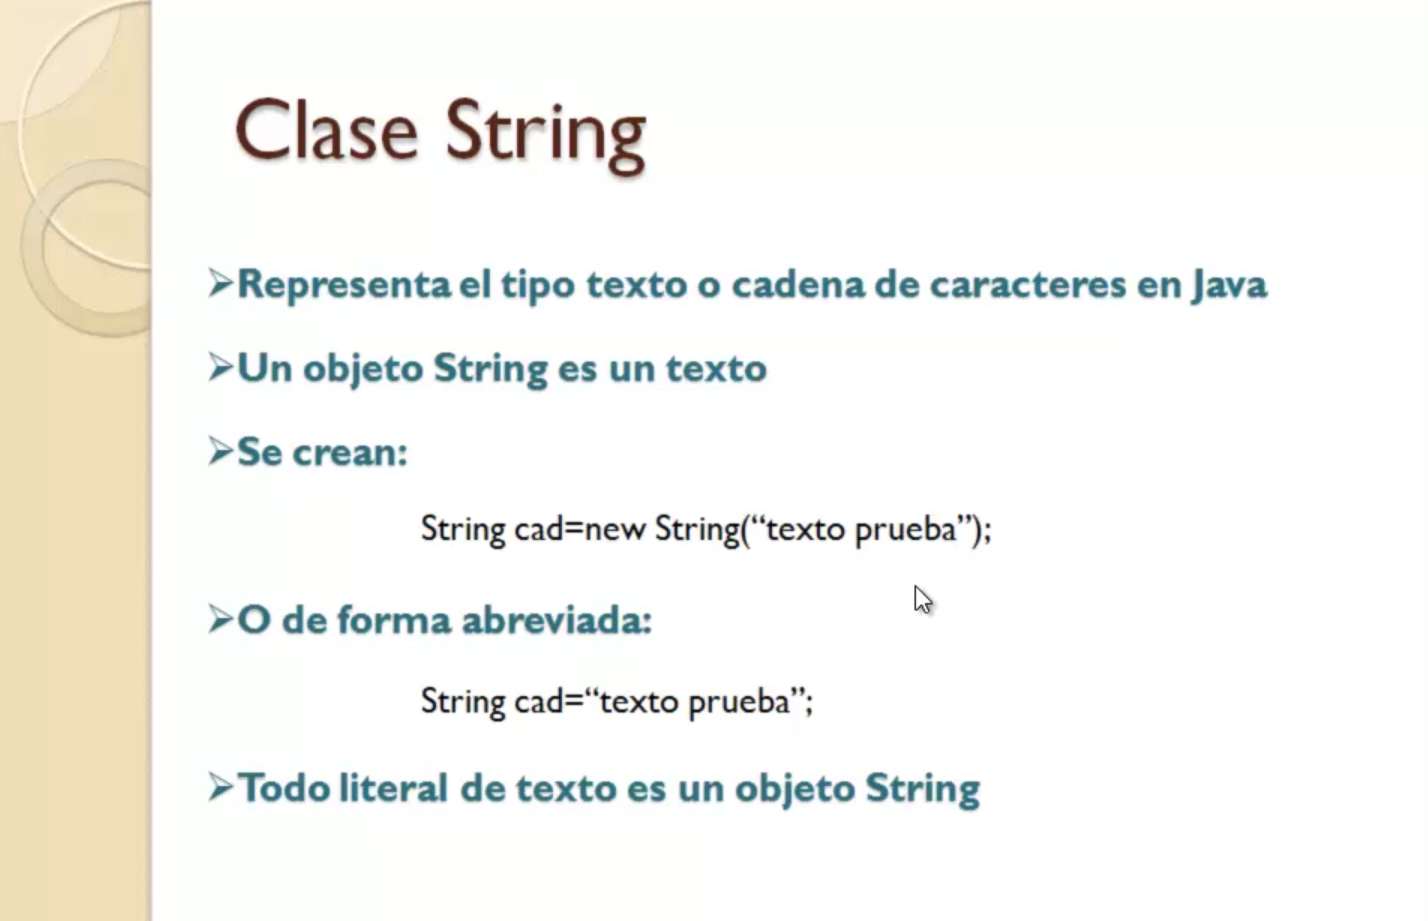 Clase String
➢Representa el tipo texto o cadena de caracteres en Java
➢Un objeto String es un texto
➢Se crean:
String cad=new String(“texto prueba”);
➢O de forma abreviada:
String cad=“texto prueba”;
➢Todo literal de texto es un objeto String